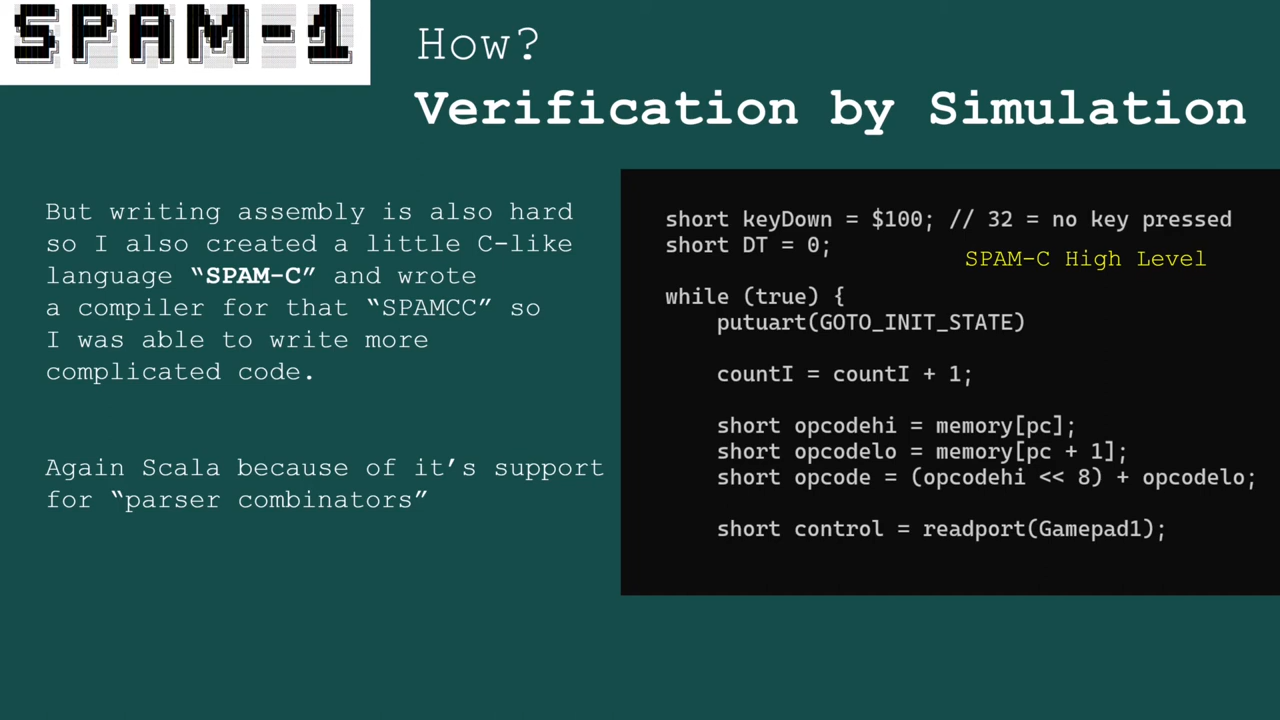 SPAM-1
How?
Verification by Simulation
But writing assembly is also hard
so I also created a little C-like
language “SPAM-C” and wrote
a compiler for that “SPAMCC” so
I was able to write more
complicated code.
Again Scala because of it’s support
for “parser combinators”
short keyDown = $100; // 32 = no key pressed
short DT = 0;
SPAM-C High Level
while (true) {
putuart(GOTO_INIT_STATE)
countI = countI + 1;
short opcodehi = memory[pc];
short opcodelo = memory[pc + 1];
short opcode = (opcodehi << 8) + opcodelo;
short control = readport(Gamepad1);